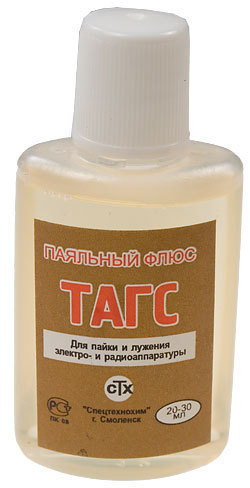 ПАЯЛЬНЫЙ ФЛЮС
ТАГС
Для пайки и лужения
электро- и радиоаппаратуры
СТХ
"Спецтехнохим"
г. Смоленск
20-30
мл